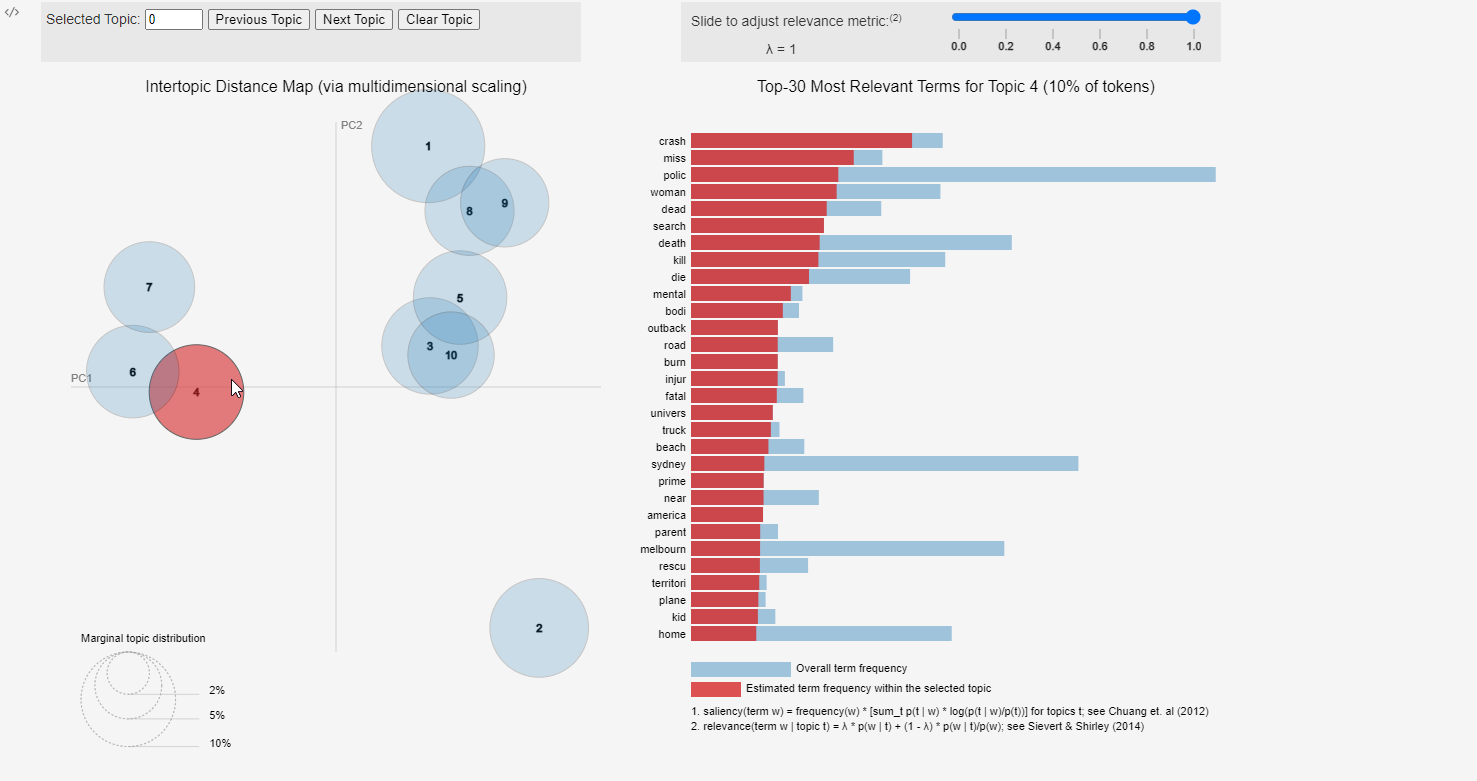 </>
Selected Topic: 0 Previous Topic Next Topic Clear Topic
Slide to adjust relevance metric:(2)
λ = 1
0.0 0.2 0.4 0.6 0.8 1.0
Intertopic Distance Map (via multidimensional scaling)
PC2
1
8 9
7
5
3
10
PC1
6
4
2
Marginal topic distribution
2%
5%
10%
Top-30 Most Relevant Terms for Topic 4 (10% of tokens)
crash
miss
polic
woman
dead
search
death
kill
die
mental
bodi
outback
road
burn
injur
fatal
univers
truck
beach
sydney
prime
near
america
parent
melbourn
rescu
territori
plane
kid
home
Overall term frequency
Estimated term frequency within the selected topic
1. saliency(term w) = frequency(w) * [sum_t p(t | w) * log(p(t | w)/p(t))] for topics t; see Chuang et. al (2012)
2. relevance(term w | topic t) = λ * p(w | t) + (1 - λ) * p(w | t)/p(w); see Sievert & Shirley (2014)